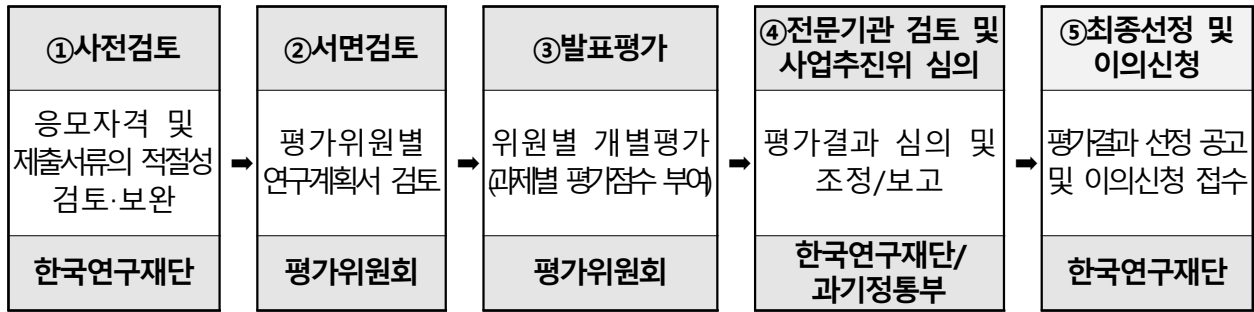 ①사전검토
응모자격 및
제출서류의 적절성
검토·보완
한국연구재단
➡
②서면검토
평가위원별
연구계획서 검토
평가위원회
➡
③발표평가
위원별 개별평가
(과제별 평가점수 부여)
평가위원회
➡
④전문기관 검토 및
사업추진위 심의
평가결과 심의 및
조정/보고
한국연구재단/
과기정통부
➡
⑤최종선정 및
이의신청
평가결과 선정 공고
및 이의신청 접수
한국연구재단